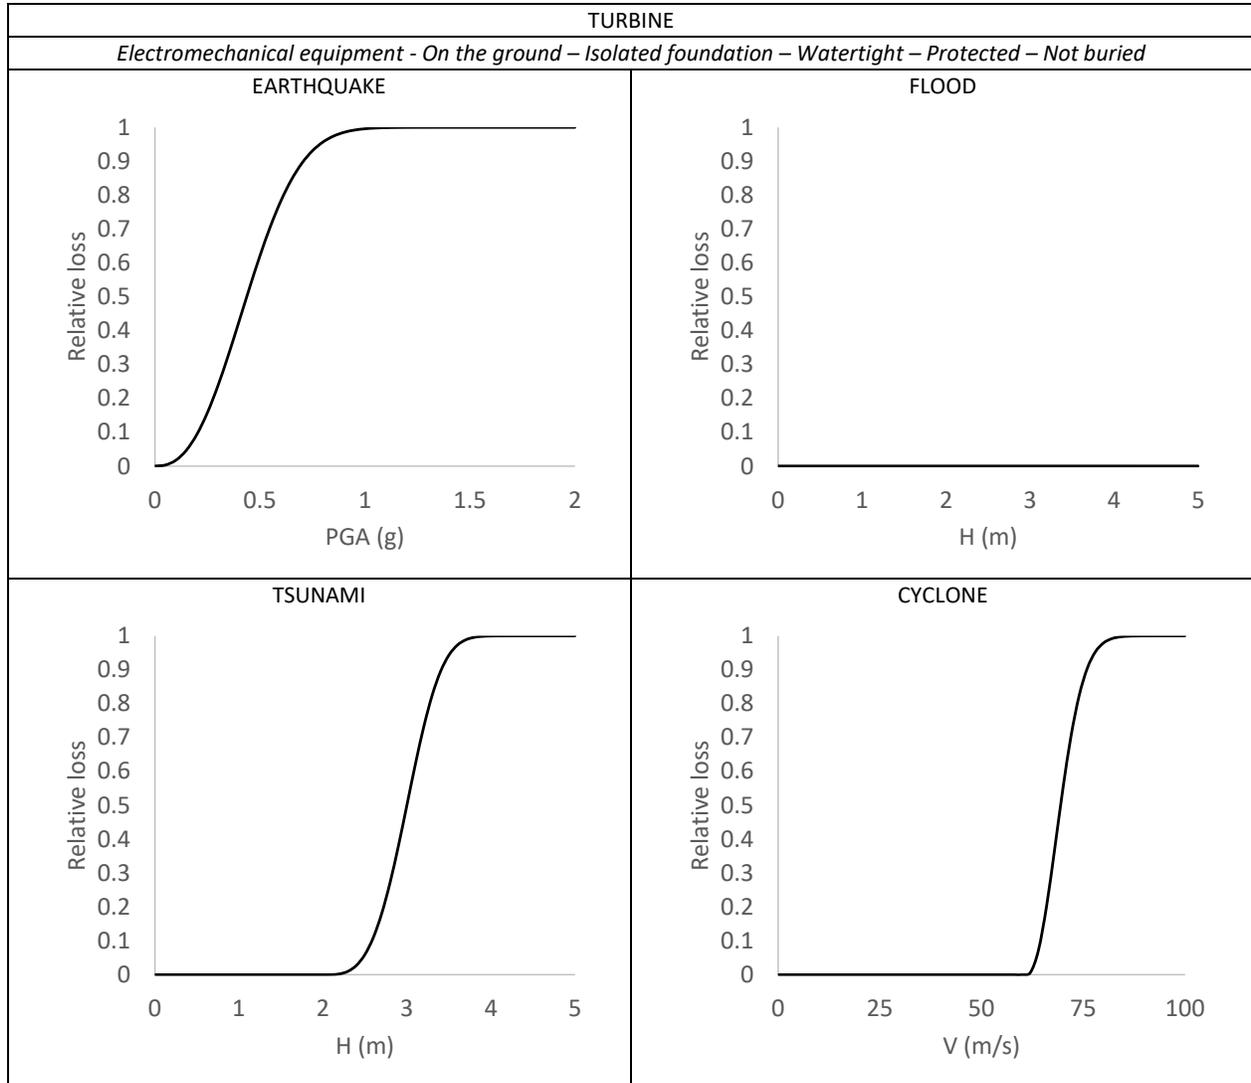 TURBINE
Electromechanical equipment - On the ground – Isolated foundation – Watertight – Protected – Not buried
EARTHQUAKE
1
0.9
0.8
0.7
0.6
0.5
0.4
0.3
0.2
0.1
0
Relative loss
0 0.5 1 1.5 2
PGA (g)
FLOOD
1
0.9
0.8
0.7
0.6
0.5
0.4
0.3
0.2
0.1
0
Relative loss
0 1 2 3 4 5
H (m)
TSUNAMI
1
0.9
0.8
0.7
0.6
0.5
0.4
0.3
0.2
0.1
0
Relative loss
0 1 2 3 4 5
H (m)
CYCLONE
1
0.9
0.8
0.7
0.6
0.5
0.4
0.3
0.2
0.1
0
Relative loss
0 25 50 75 100
V (m/s)